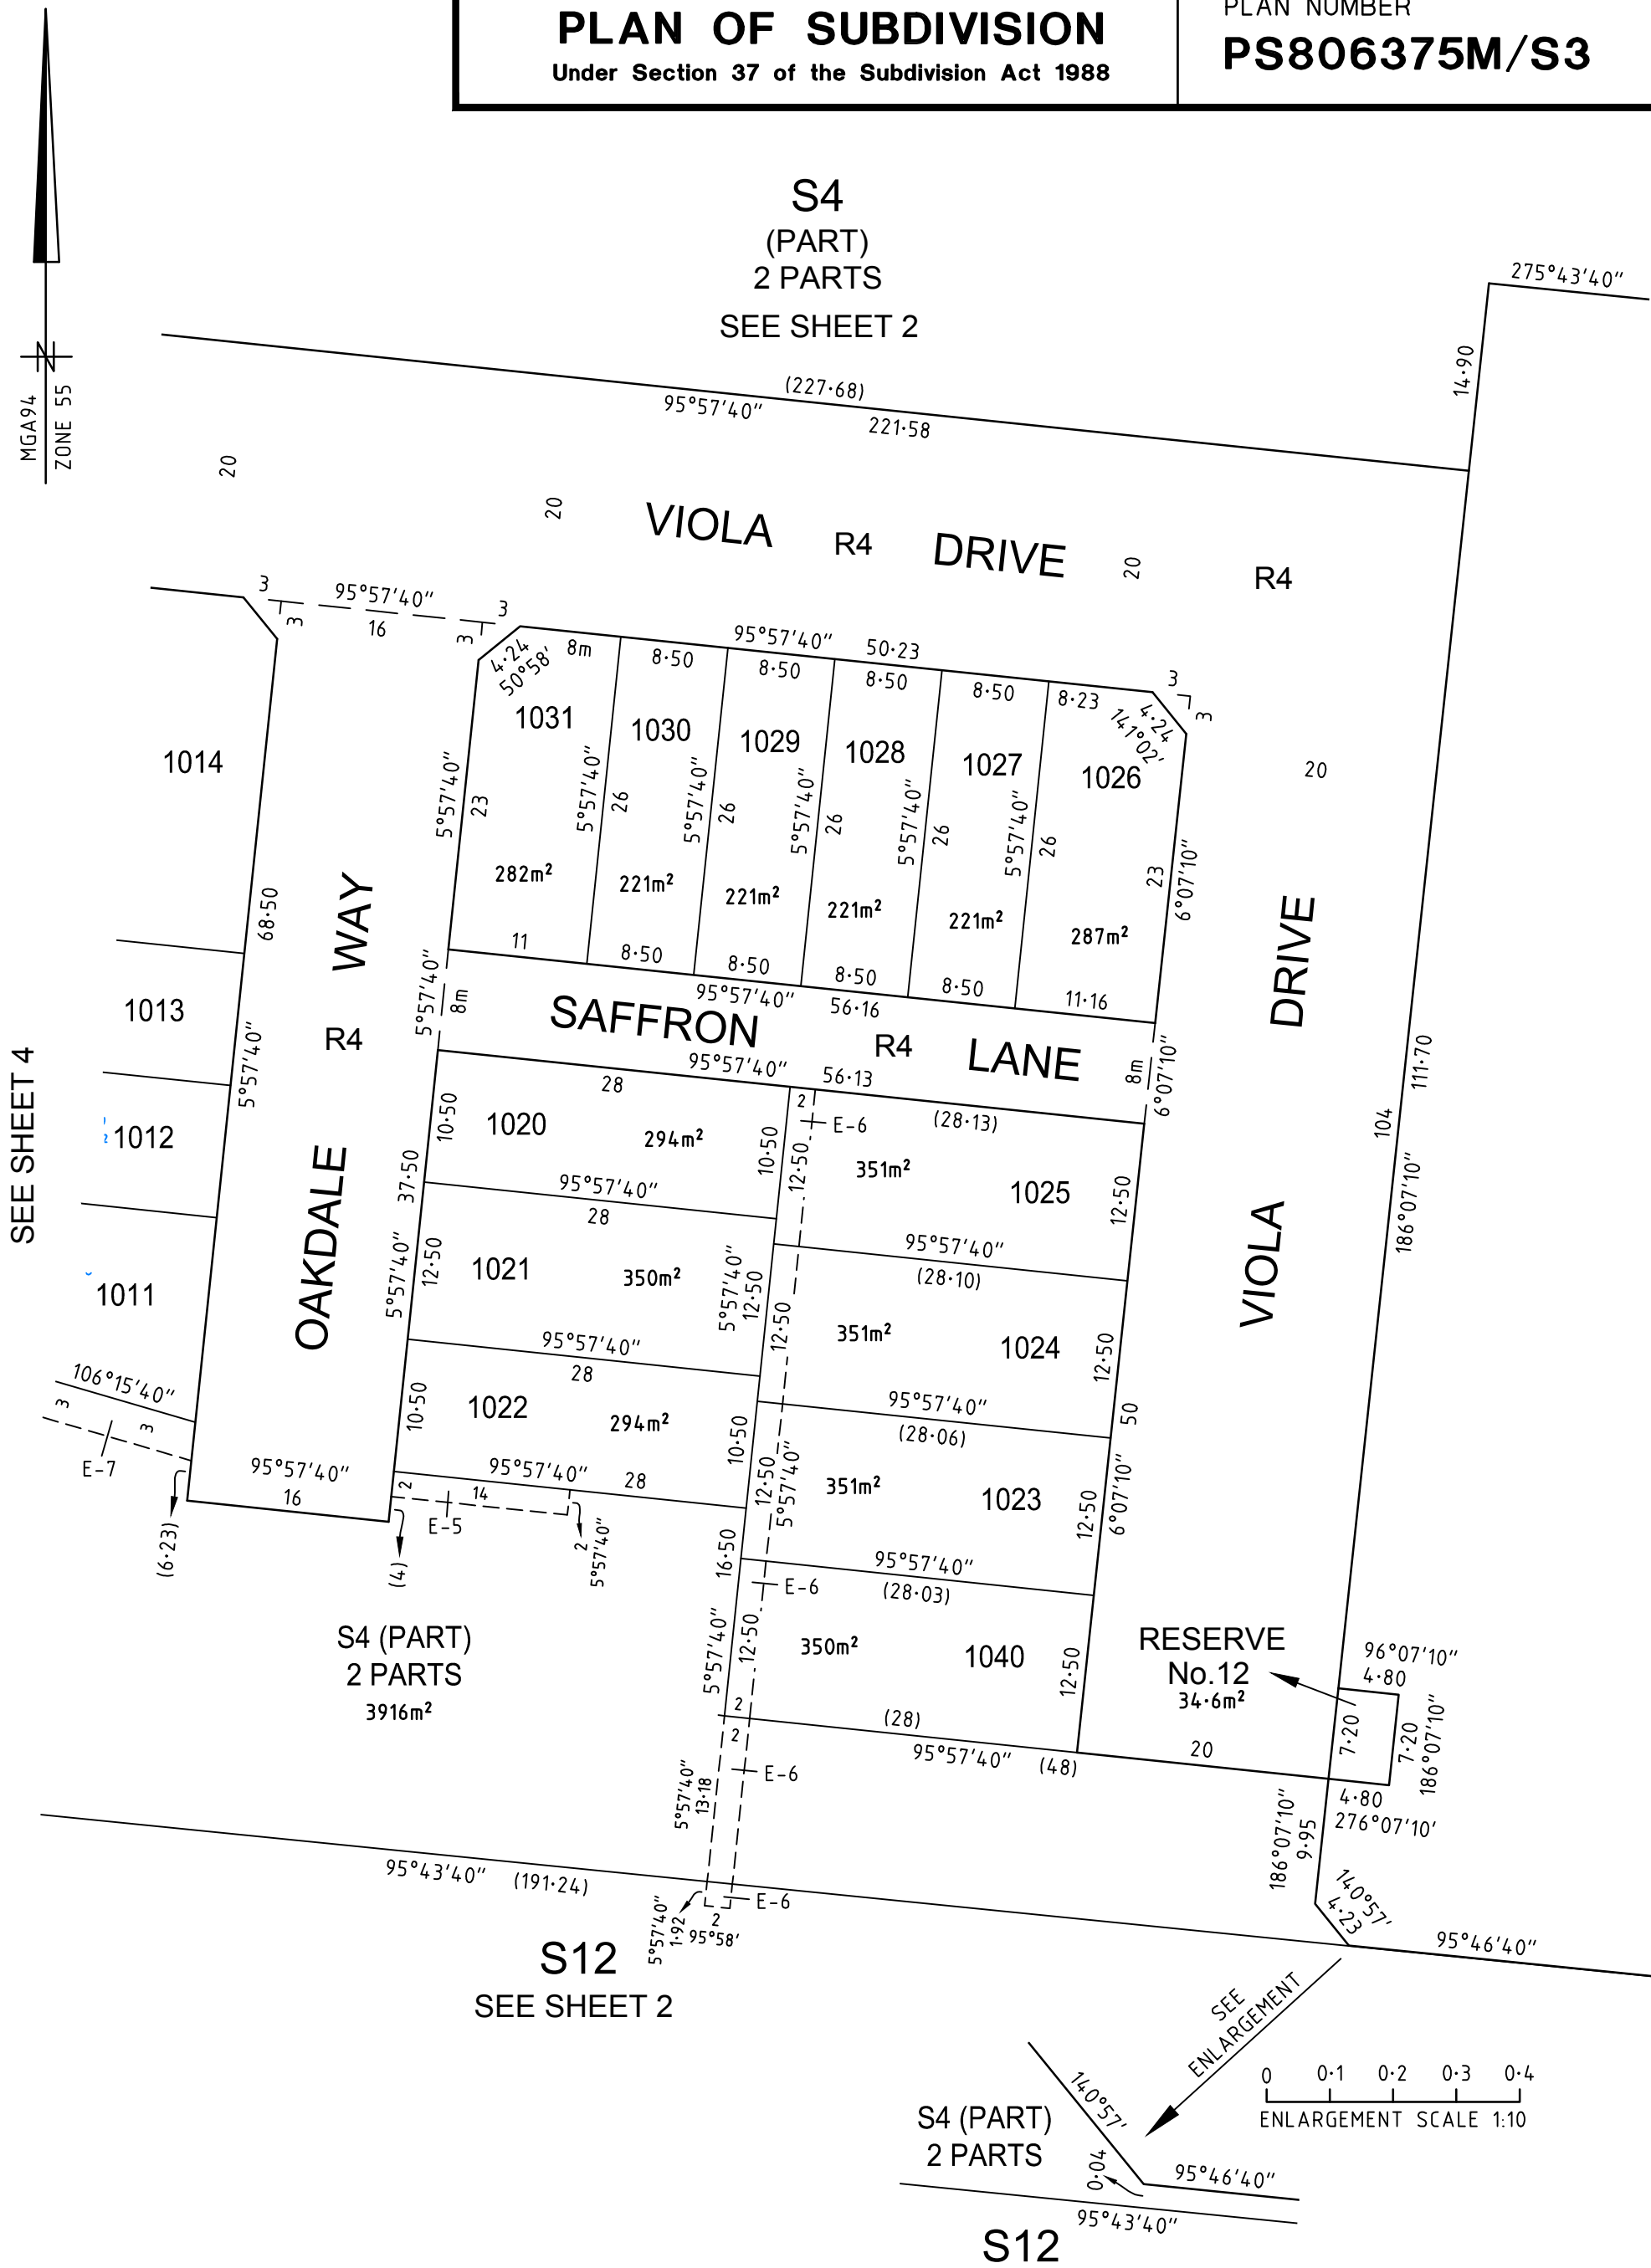 PLAN OF SUBDIVISION
Under Section 37 of the Subdivision Act 1988
PLAN NUMBER
PS806375M/S3
N
MGA94
ZONE 55
S4
(PART)
2 PARTS
SEE SHEET 2
275°43'40"
14·90
(227·68)
95°57'40"
221·58
20
20
VIOLA R4 DRIVE
20
R4
3
3
95°57'40"
16
3
3
4·24
50°58'
8m
95°57'40" 50·23
8·50
8·50
8·50
8·50
8·23
3
3
4·24
141°02'
1014
1031
1030
1029
1028
1027
1026
20
5°57'40"
23
5°57'40"
26
5°57'40"
26
5°57'40"
26
5°57'40"
26
5°57'40"
26
23
6°07'10"
282m²
221m²
221m²
221m²
221m²
287m²
68·50
11
8·50
8·50
8·50
8·50
11·16
95°57'40" 56·16
5°57'40"
8m
SAFFRON R4 LANE
8m
6°07'10"
95°57'40" 56·13
OAKDALE R4 WAY
VIOLA DRIVE
111·70
104
186°07'10"
SEE SHEET 4
1013
1012
1011
5°57'40"
28
1020
294m²
10·50
10·50
2
E-6
(28·13)
12·50
351m²
1025
12·50
37·50
95°57'40"
28
5°57'40"
12·50
1021
350m²
5°57'40"
12·50
95°57'40"
(28·10)
12·50
351m²
1024
12·50
95°57'40"
28
10·50
1022
294m²
10·50
95°57'40"
(28·06)
50
12·50
5°57'40"
351m²
1023
12·50
6°07'10"
106°15'40"
3
3
E-7
95°57'40"
16
(6·23)
2
95°57'40" 28
14
E-5
2
5°57'40"
(4)
16·50
95°57'40"
(28·03)
E-6
S4 (PART)
2 PARTS
3916m²
5°57'40"
12·50
350m²
1040
12·50
RESERVE
No.12
34·6m²
96°07'10"
4·80
7·20
7·20
186°07'10"
2
(28)
2
95°57'40" (48)
20
E-6
4·80
276°07'10'
5°57'40"
13·18
186°07'10"
9·95
95°43'40" (191·24)
E-6
5°57'40"
1·92
2
95°58'
140°57'
4·23
95°46'40"
S12
SEE SHEET 2
SEE
ENLARGEMENT
0 0·1 0·2 0·3 0·4
ENLARGEMENT SCALE 1:10
140°57'
S4 (PART)
2 PARTS
0·04
95°46'40"
95°43'40"
S12